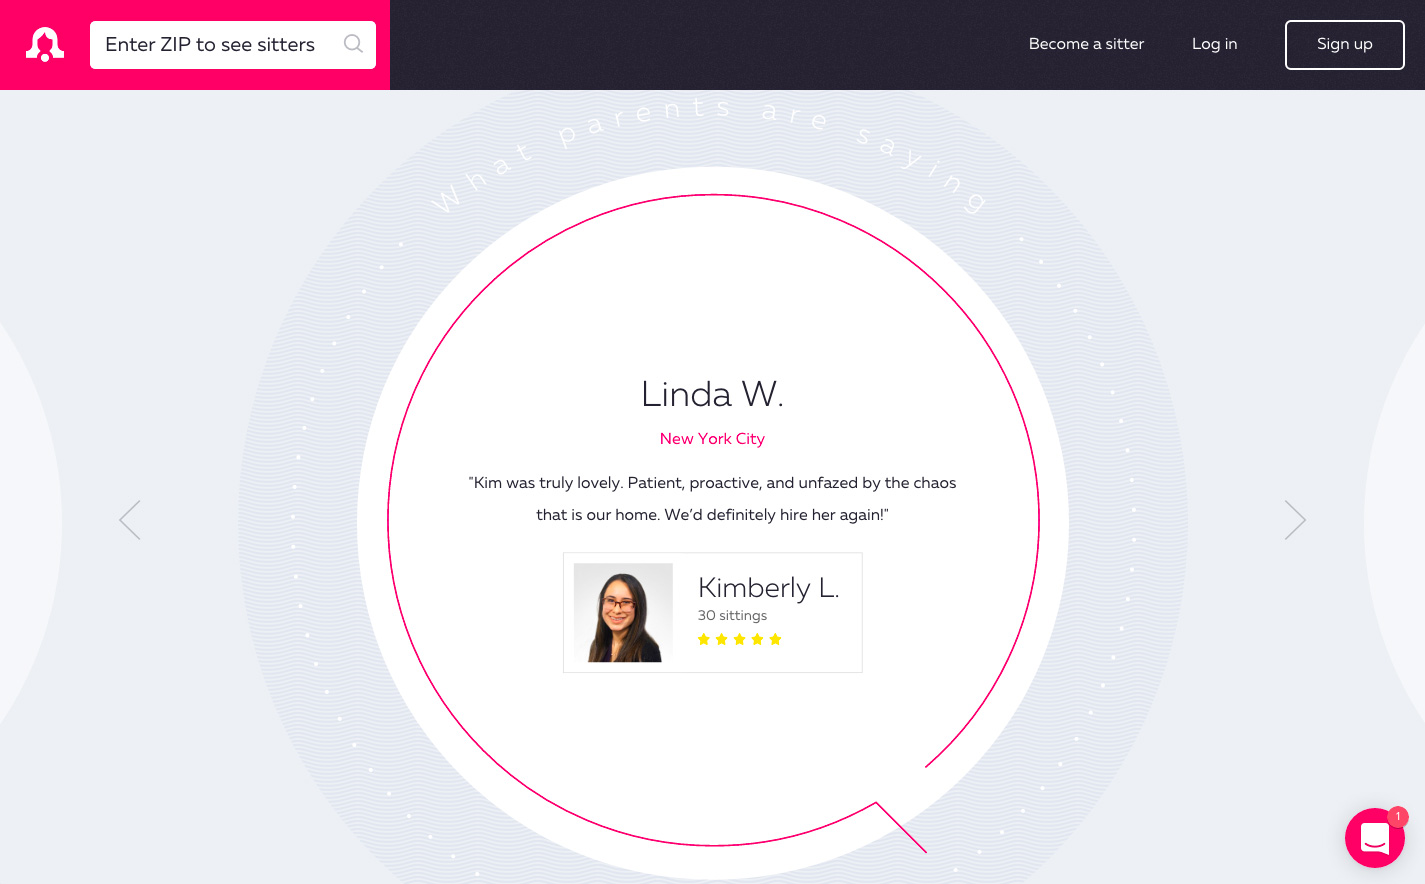 Enter ZIP to see sitters
Become a sitter
Log in
Sign up
What parents are saying
Linda W.
New York City
"Kim was truly lovely. Patient, proactive, and unfazed by the chaos
that is our home. We’d definitely hire her again!"
Kimberly L.
30 sittings
1